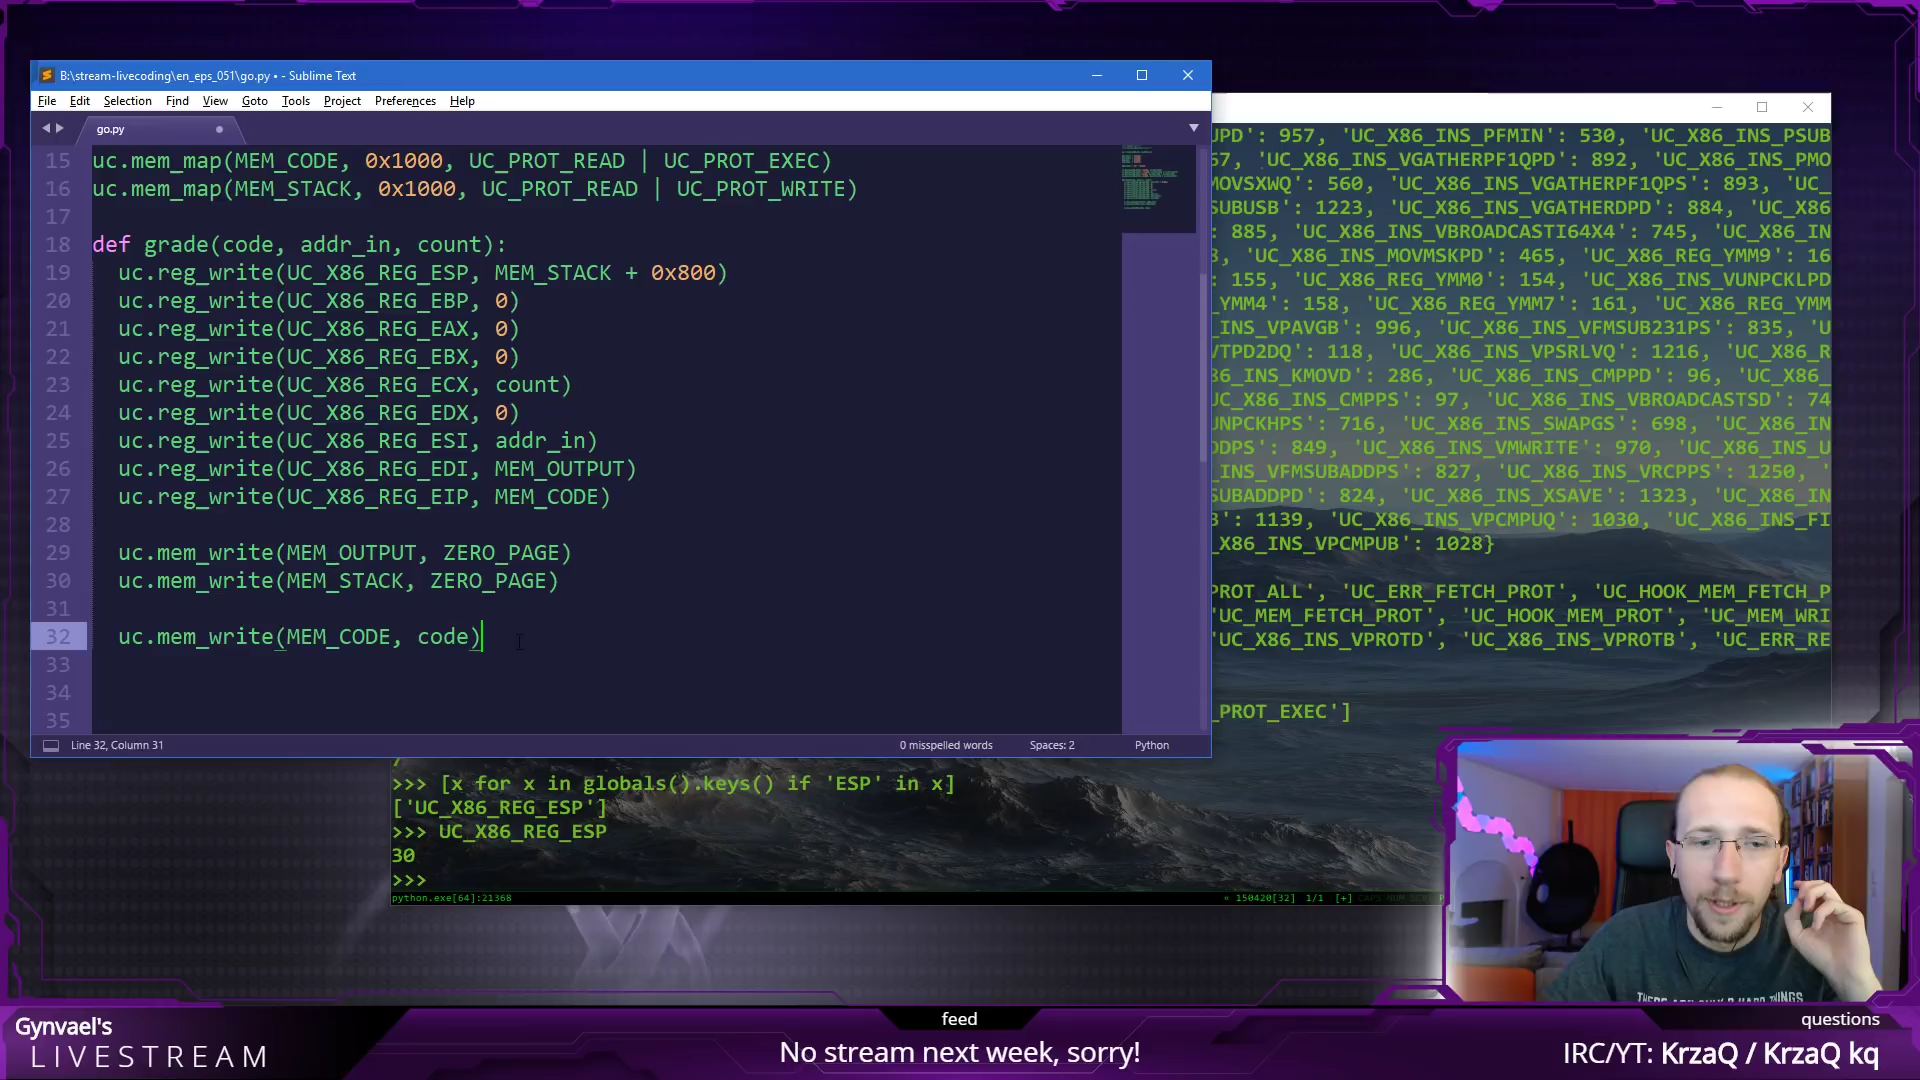 B:\stream-livecoding\en_eps_051\go.py • - Sublime Text
File Edit Selection Find View Goto Tools Project Preferences Help
go.py
15 uc.mem_map(MEM_CODE, 0x1000, UC_PROT_READ | UC_PROT_EXEC)
16 uc.mem_map(MEM_STACK, 0x1000, UC_PROT_READ | UC_PROT_WRITE)
17
18 def grade(code, addr_in, count):
19 uc.reg_write(UC_X86_REG_ESP, MEM_STACK + 0x800)
20 uc.reg_write(UC_X86_REG_EBP, 0)
21 uc.reg_write(UC_X86_REG_EAX, 0)
22 uc.reg_write(UC_X86_REG_EBX, 0)
23 uc.reg_write(UC_X86_REG_ECX, count)
24 uc.reg_write(UC_X86_REG_EDX, 0)
25 uc.reg_write(UC_X86_REG_ESI, addr_in)
26 uc.reg_write(UC_X86_REG_EDI, MEM_OUTPUT)
27 uc.reg_write(UC_X86_REG_EIP, MEM_CODE)
28
29 uc.mem_write(MEM_OUTPUT, ZERO_PAGE)
30 uc.mem_write(MEM_STACK, ZERO_PAGE)
31
32 uc.mem_write(MEM_CODE, code)
33
34
35
Line 32, Column 31 0 misspelled words Spaces: 2 Python
JPD': 957, 'UC_X86_INS_PFMIN': 530, 'UC_X86_INS_PSUB
67, 'UC_X86_INS_VGATHERPF1QPD': 892, 'UC_X86_INS_PMO
MOVSXWQ': 560, 'UC_X86_INS_VGATHERPF1QPS': 893, 'UC_
SUBUSB': 1223, 'UC_X86_INS_VGATHERDPD': 884, 'UC_X86
 885, 'UC_X86_INS_VBROADCASTI64X4': 745, 'UC_X86_INS
3, 'UC_X86_INS_MOVMSKPD': 465, 'UC_X86_REG_YMM9': 16
 155, 'UC_X86_REG_YMM0': 154, 'UC_X86_INS_VUNPCKLPD
_YMM4': 158, 'UC_X86_REG_YMM7': 161, 'UC_X86_REG_YMM
_INS_VPAVGB': 996, 'UC_X86_INS_VFMSUB231PS': 835, 'U
VTPD2DQ': 118, 'UC_X86_INS_VPSRLVQ': 1216, 'UC_X86_R
86_INS_KMOVD': 286, 'UC_X86_INS_CMPPD': 96, 'UC_X86_
UC_X86_INS_CMPPS': 97, 'UC_X86_INS_VBROADCASTSD': 74
UNPCKHPS': 716, 'UC_X86_INS_SWAPGS': 698, 'UC_X86_IN
DDPS': 849, 'UC_X86_INS_VMWRITE': 970, 'UC_X86_INS_U
_INS_VFMSUBADDPS': 827, 'UC_X86_INS_VRCPPS': 1250, '
SUBADDPD': 824, 'UC_X86_INS_XSAVE': 1323, 'UC_X86_IN
3': 1139, 'UC_X86_INS_VPCMPUQ': 1030, 'UC_X86_INS_FI
_X86_INS_VPCMPUB': 1028}
PROT_ALL', 'UC_ERR_FETCH_PROT', 'UC_HOOK_MEM_FETCH_P
'UC_MEM_FETCH_PROT', 'UC_HOOK_MEM_PROT', 'UC_MEM_WRI
'UC_X86_INS_VPROTD', 'UC_X86_INS_VPROTB', 'UC_ERR_RE
_PROT_EXEC']
>>> [x for x in globals().keys() if 'ESP' in x]
['UC_X86_REG_ESP']
>>> UC_X86_REG_ESP
30
>>>
python.exe[64]:21368 « 150420[32] 1/1 [+] CAPS NUM
Gynvael's
LIVESTREAM
feed
No stream next week, sorry!
questions
IRC/YT: KrzaQ / KrzaQ kq